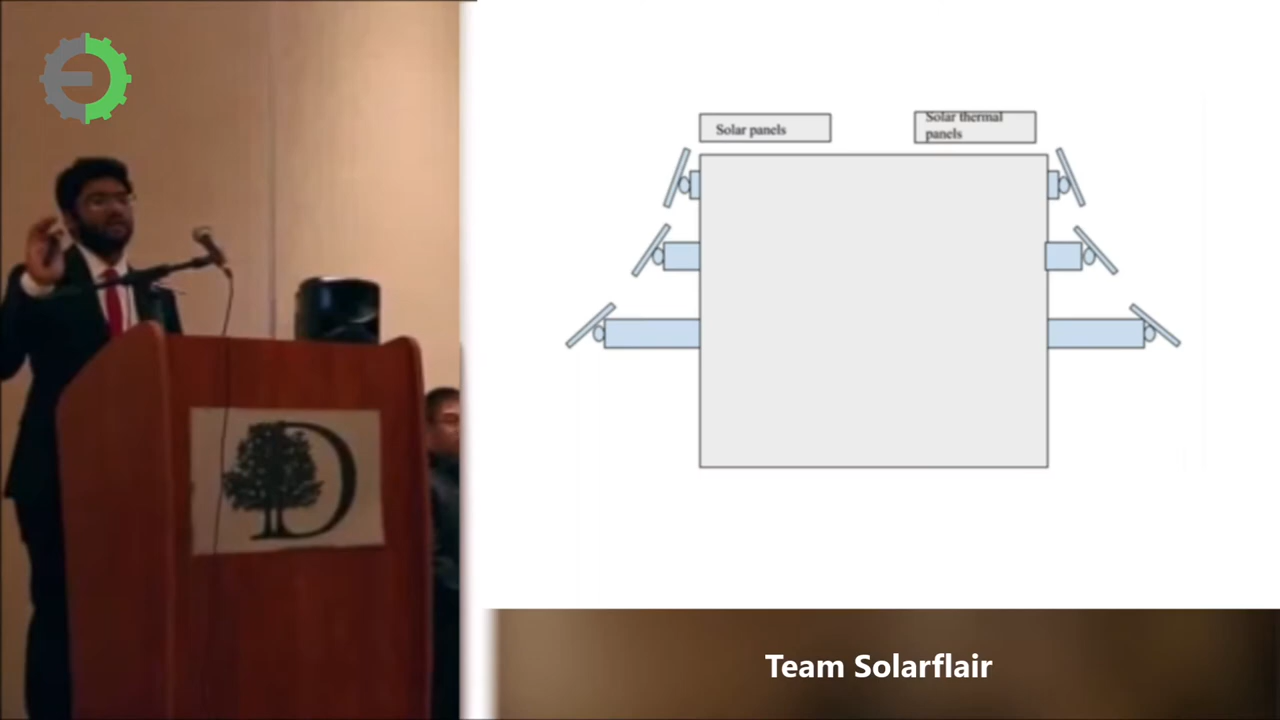 Solar panels
Solar thermal
panels
D
Team Solarflair